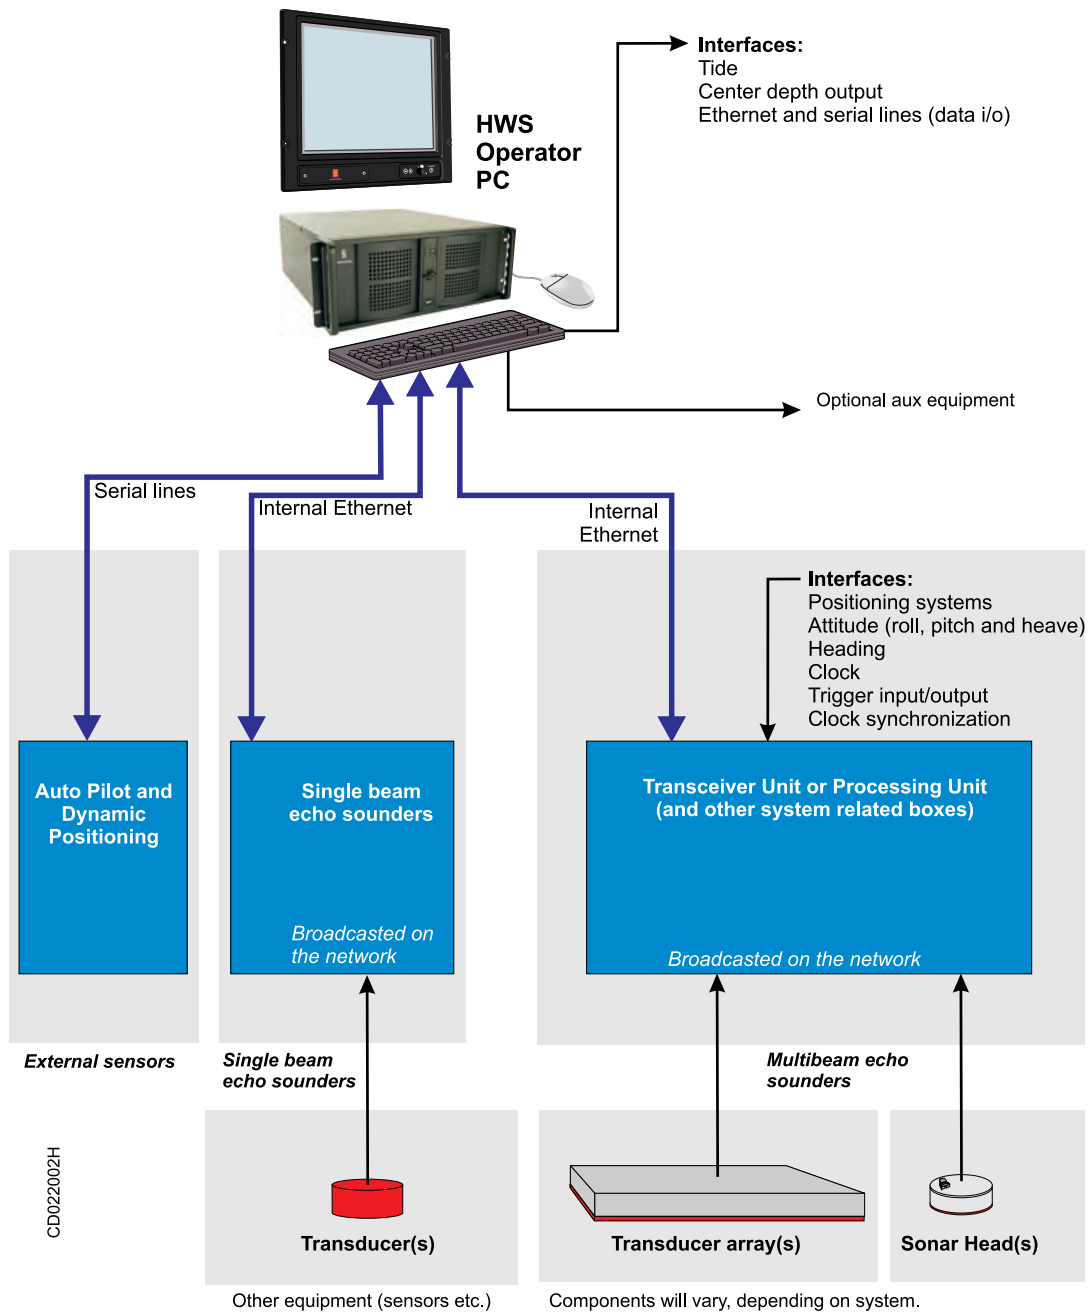 Interfaces:
Tide
Center depth output
Ethernet and serial lines (data i/o)
HWS
Operator
PC
Optional aux equipment
Serial lines
Internal Ethernet
Internal
Ethernet
Interfaces:
Positioning systems
Attitude (roll, pitch and heave)
Heading
Clock
Trigger input/output
Clock synchronization
Auto Pilot and
Dynamic
Positioning
Single beam
echo sounders
Broadcasted on
the network
Transceiver Unit or Processing Unit
(and other system related boxes)
Broadcasted on the network
External sensors
Single beam
echo sounders
Multibeam echo
sounders
CD022002H
Transducer(s)
Transducer array(s)
Sonar Head(s)
Other equipment (sensors etc.)
Components will vary, depending on system.